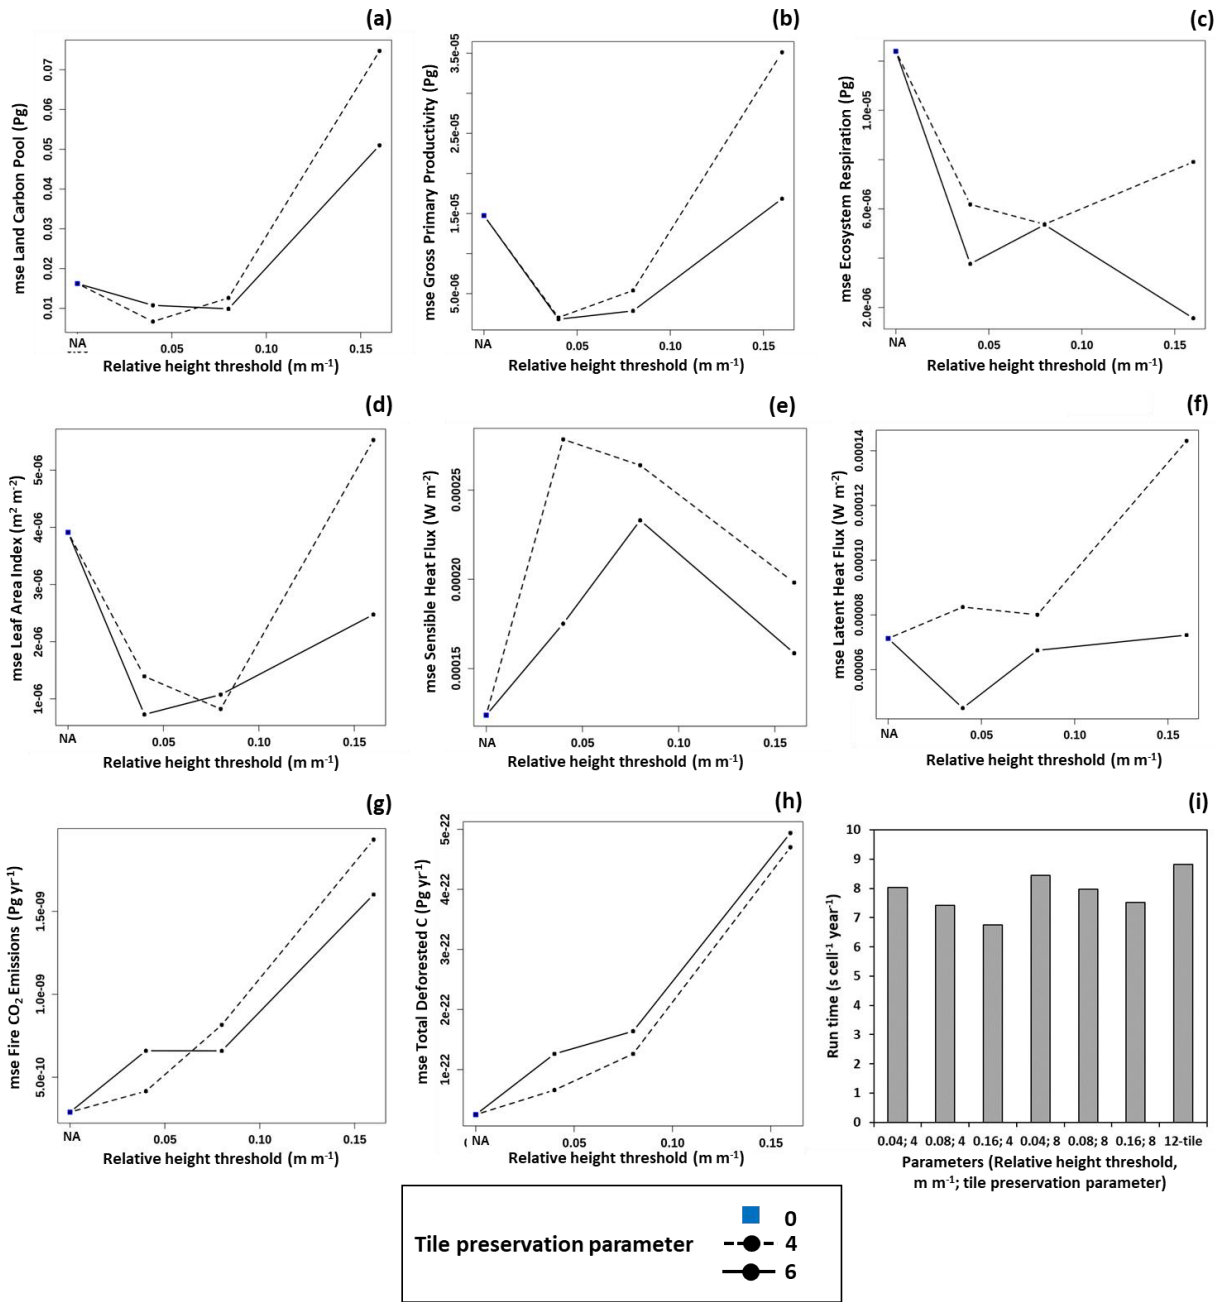 (a)
mse Land Carbon Pool (Pg)
0.07
0.06
0.05
0.04
0.03
0.02
0.01
NA 0.05 0.10 0.15
Relative height threshold (m m⁻¹)
(b)
mse Gross Primary Productivity (Pg)
3.5e-05
2.5e-05
1.5e-05
5.0e-06
NA 0.05 0.10 0.15
Relative height threshold (m m⁻¹)
(c)
mse Ecosystem Respiration (Pg)
1.0e-05
6.0e-06
2.0e-06
NA 0.05 0.10 0.15
Relative height threshold (m m⁻¹)
(d)
mse Leaf Area Index (m² m⁻²)
5e-06
4e-06
3e-06
2e-06
1e-06
NA 0.05 0.10 0.15
Relative height threshold (m m⁻¹)
(e)
mse Sensible Heat Flux (W m⁻²)
0.00025
0.00020
0.00015
NA 0.05 0.10 0.15
Relative height threshold (m m⁻¹)
(f)
mse Latent Heat Flux (W m⁻²)
0.00014
0.00012
0.00010
0.00008
0.00006
NA 0.05 0.10 0.15
Relative height threshold (m m⁻¹)
(g)
mse Fire CO₂ Emissions (Pg yr⁻¹)
1.5e-09
1.0e-09
5.0e-10
NA 0.05 0.10 0.15
Relative height threshold (m m⁻¹)
(h)
mse Total Deforested C (Pg yr⁻¹)
5e-22
4e-22
3e-22
2e-22
1e-22
NA 0.05 0.10 0.15
Relative height threshold (m m⁻¹)
(i)
Run time (s cell⁻¹ year⁻¹)
10
9
8
7
6
5
4
3
2
1
0
0.04; 4 0.08; 4 0.16; 4 0.04; 8 0.08; 8 0.16; 8 12-tile
Parameters (Relative height threshold,
m m⁻¹; tile preservation parameter)
Tile preservation parameter
0
4
6